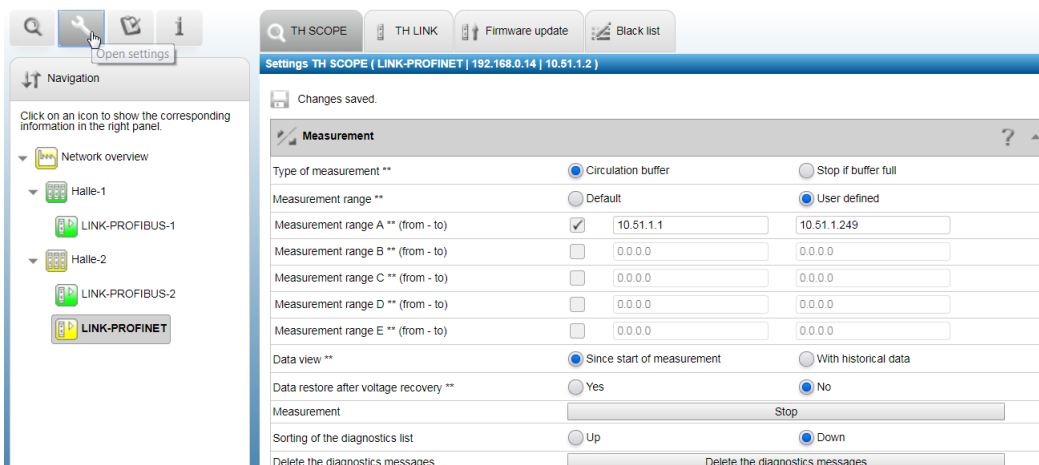 TH SCOPE
TH LINK
Firmware update
Black list
Open settings
Settings TH SCOPE ( LINK-PROFINET | 192.168.0.14 | 10.51.1.2 )
Navigation
Changes saved.
Click on an icon to show the corresponding
information in the right panel.
Network overview
Halle-1
LINK-PROFIBUS-1
Halle-2
LINK-PROFIBUS-2
LINK-PROFINET
Measurement ?
Type of measurement ** Circulation buffer Stop if buffer full
Measurement range ** Default User defined
Measurement range A ** (from - to) 10.51.1.1 10.51.1.249
Measurement range B ** (from - to) 0.0.0.0 0.0.0.0
Measurement range C ** (from - to) 0.0.0.0 0.0.0.0
Measurement range D ** (from - to) 0.0.0.0 0.0.0.0
Measurement range E ** (from - to) 0.0.0.0 0.0.0.0
Data view ** Since start of measurement With historical data
Data restore after voltage recovery ** Yes No
Measurement Stop
Sorting of the diagnostics list Up Down
Delete the diagnostics messages Delete the diagnostics messages